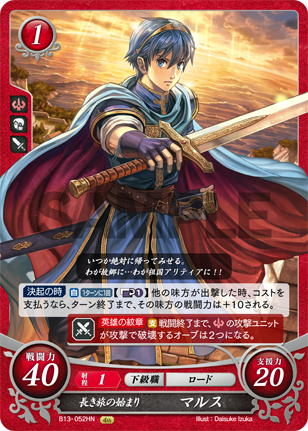 1
SAMPLE
いつか絶対に帰ってみせる。
わが故郷に…わが祖国アリティアに!!
決起の時 自 1ターンに1回 【1】他の味方が出撃した時、コストを
支払うなら、ターン終了まで、その味方の戦闘力は+10される。
英雄の紋章 支 戦闘終了まで、の攻撃ユニット
が攻撃で破壊するオーブは2つになる。
戦闘力
40
射程 1 下級職 ロード
長き旅の始まり マルス
支援力
20
B13-052HN 4th Illust : Daisuke Izuka